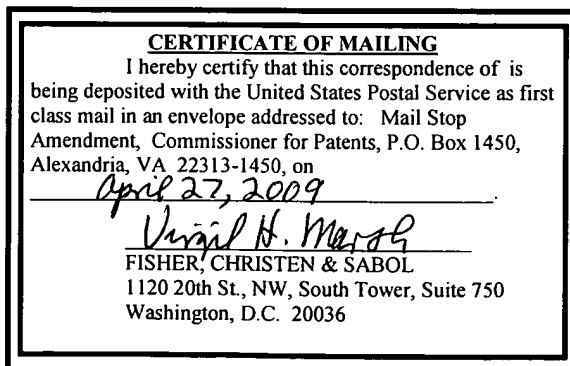 CERTIFICATE OF MAILING
I hereby certify that this correspondence of is
being deposited with the United States Postal Service as first
class mail in an envelope addressed to: Mail Stop
Amendment, Commissioner for Patents, P.O. Box 1450,
Alexandria, VA 22313-1450, on
April 27, 2009.
Virgil H. Marsh
FISHER, CHRISTEN & SABOL
1120 20th St., NW, South Tower, Suite 750
Washington, D.C. 20036